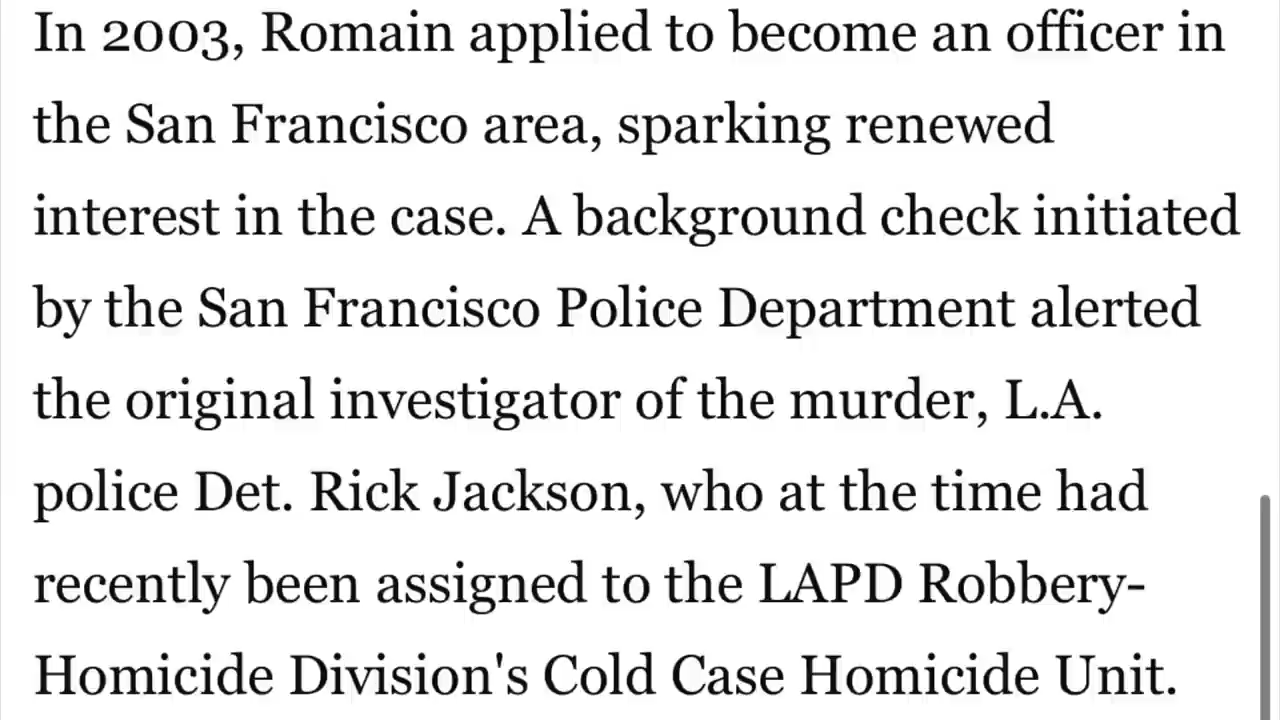 In 2003, Romain applied to become an officer in
the San Francisco area, sparking renewed
interest in the case. A background check initiated
by the San Francisco Police Department alerted
the original investigator of the murder, L.A.
police Det. Rick Jackson, who at the time had
recently been assigned to the LAPD Robbery-
Homicide Division's Cold Case Homicide Unit.